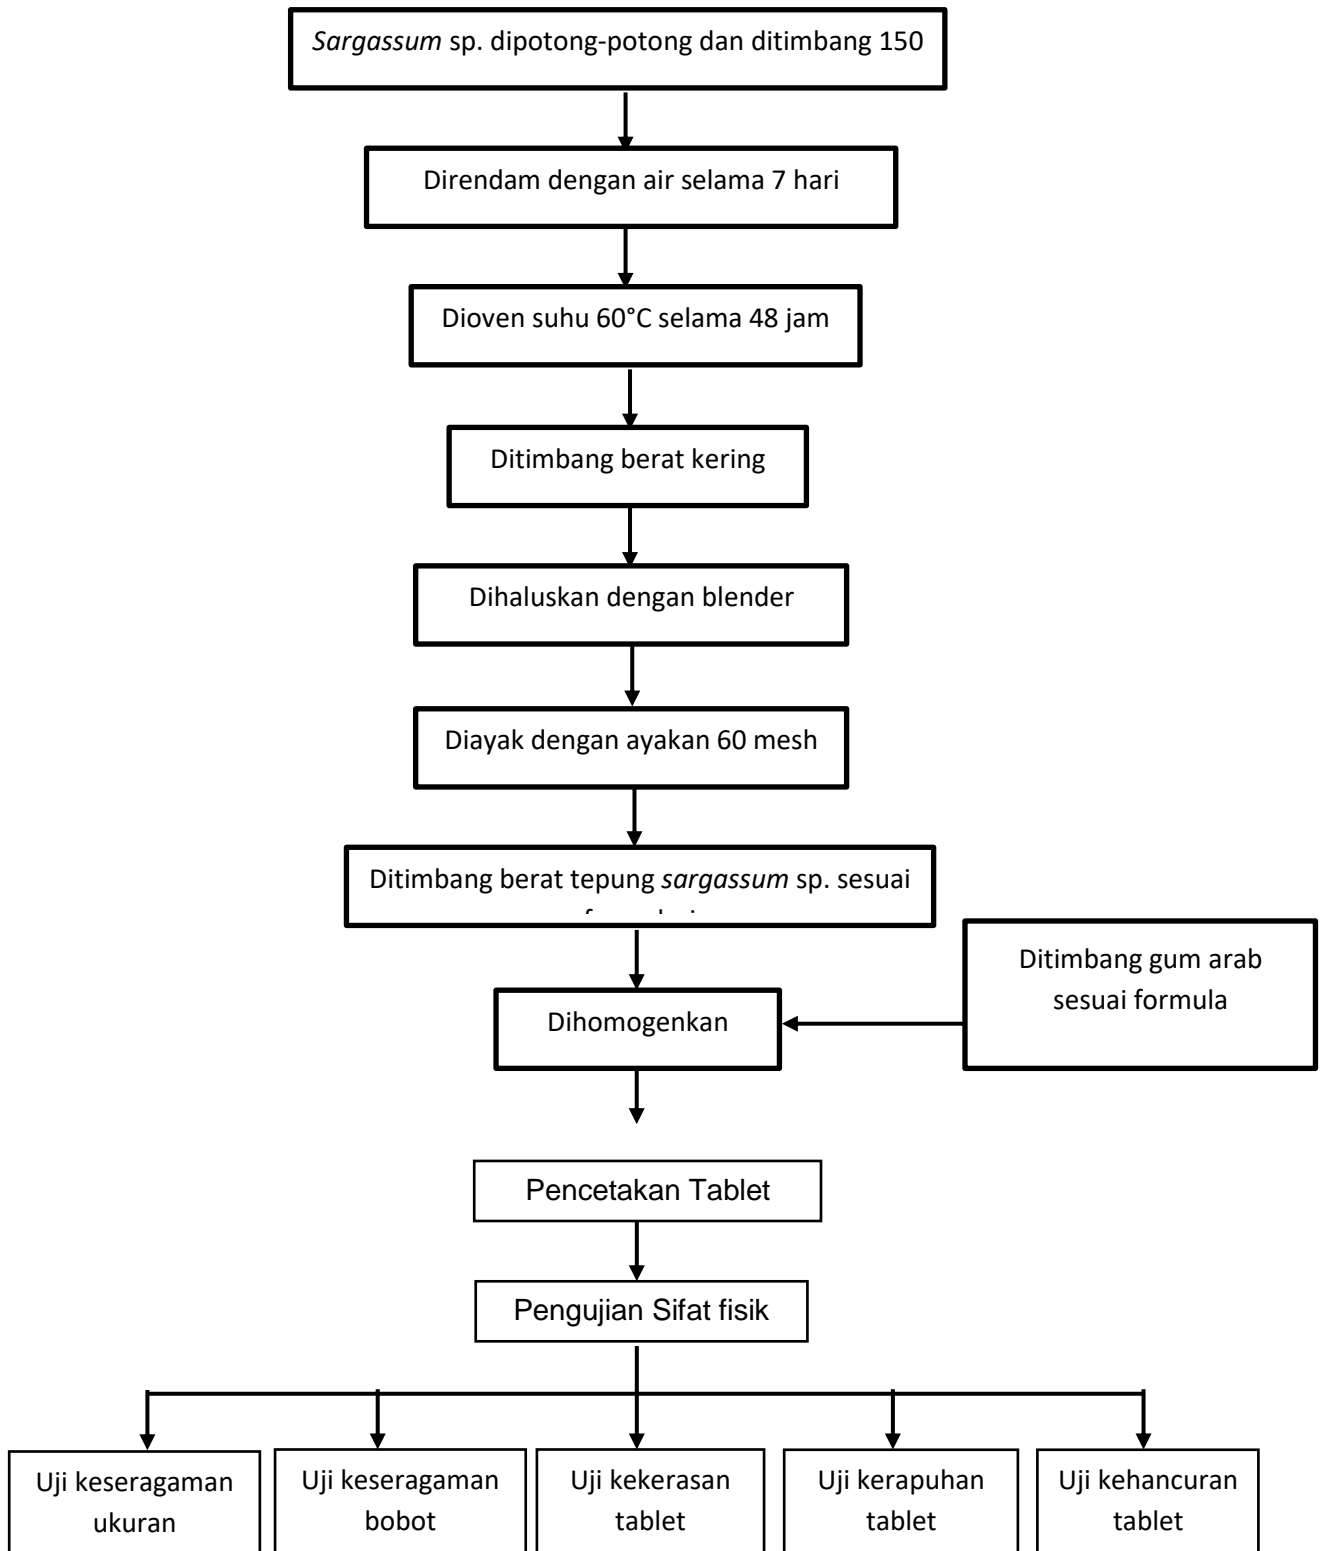 Sargassum sp. dipotong-potong dan ditimbang 150
Direndam dengan air selama 7 hari
Dioven suhu 60°C selama 48 jam
Ditimbang berat kering
Dihaluskan dengan blender
Diayak dengan ayakan 60 mesh
Ditimbang berat tepung sargassum sp. sesuai
Ditimbang gum arab
sesuai formula
Dihomogenkan
Pencetakan Tablet
Pengujian Sifat fisik
Uji keseragaman
ukuran
Uji keseragaman
bobot
Uji kekerasan
tablet
Uji kerapuhan
tablet
Uji kehancuran
tablet